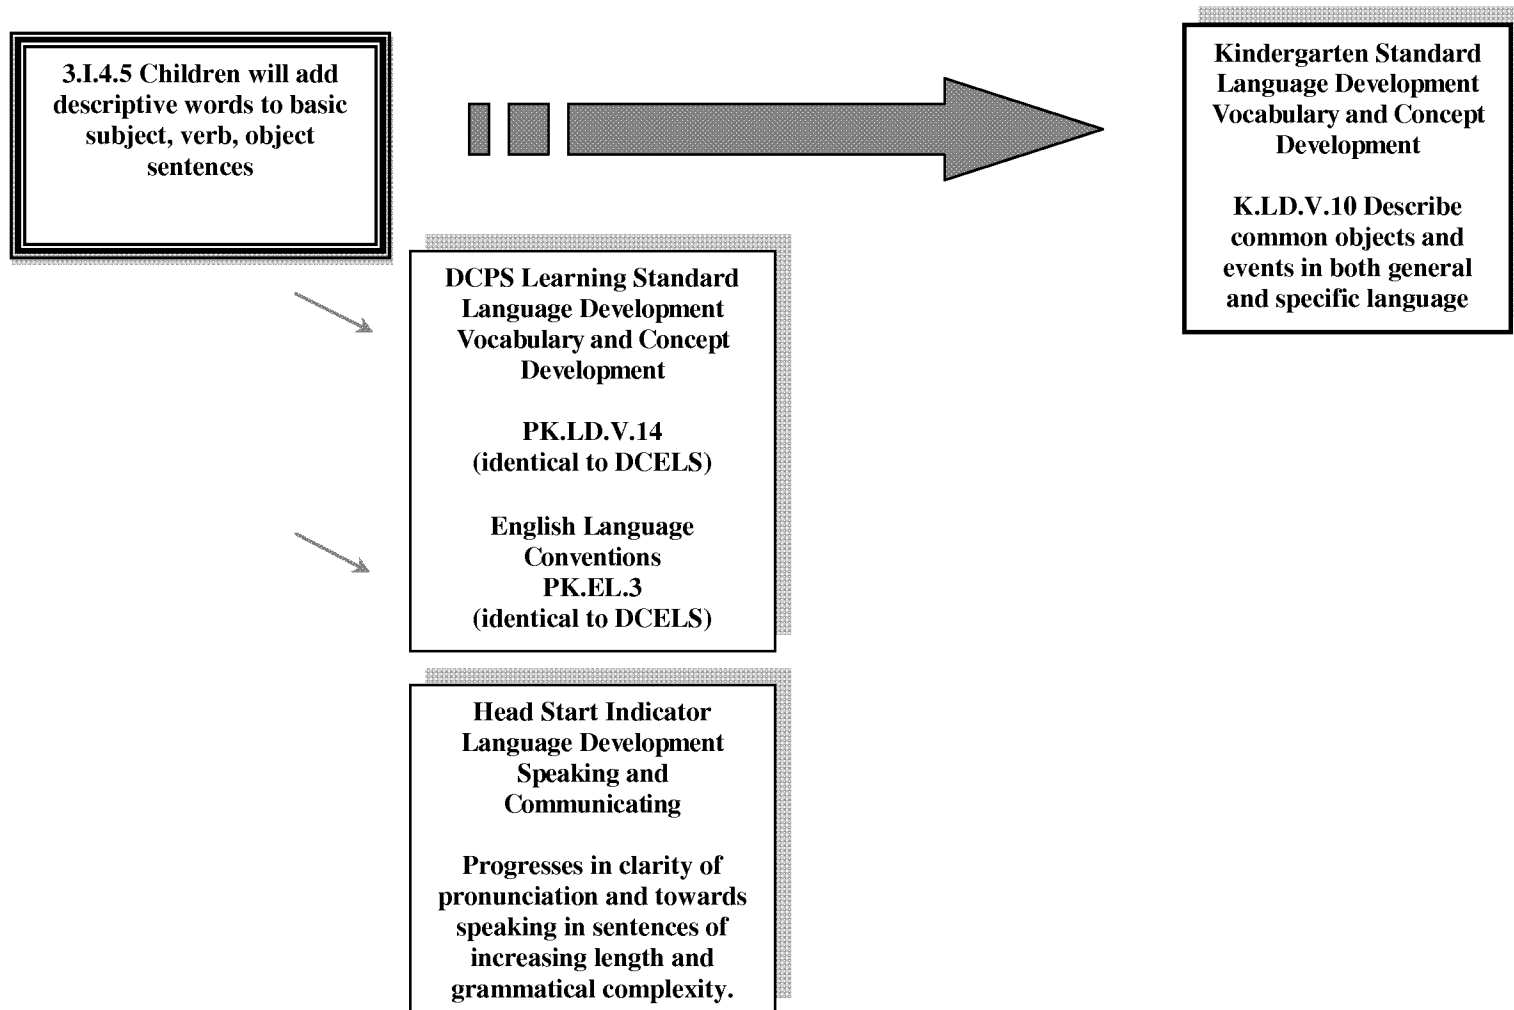 3.I.4.5 Children will add
descriptive words to basic
subject, verb, object
sentences
Kindergarten Standard
Language Development
Vocabulary and Concept
Development
K.LD.V.10 Describe
common objects and
events in both general
and specific language
DCPS Learning Standard
Language Development
Vocabulary and Concept
Development
PK.LD.V.14
(identical to DCELS)
English Language
Conventions
PK.EL.3
(identical to DCELS)
Head Start Indicator
Language Development
Speaking and
Communicating
Progresses in clarity of
pronunciation and towards
speaking in sentences of
increasing length and
grammatical complexity.